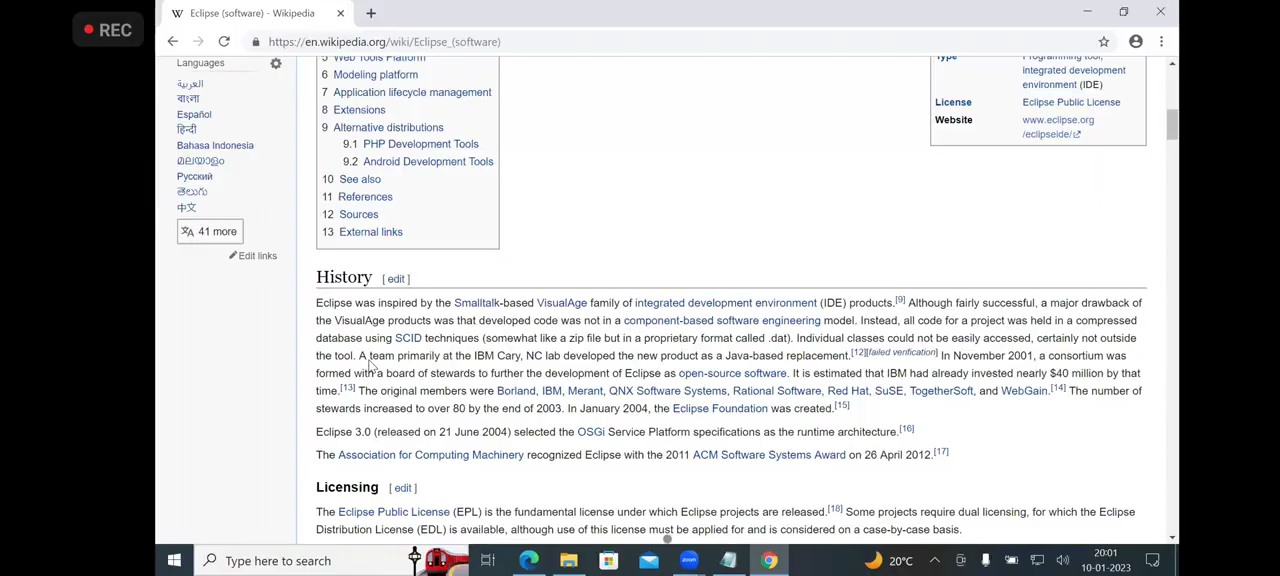 REC
Eclipse (software) - Wikipedia
https://en.wikipedia.org/wiki/Eclipse_(software)
Languages
العربية
বাংলা
Español
हिन्दी
Bahasa Indonesia
മലയാളം
Русский
తెలుగు
中文
41 more
Edit links
5 Web Tools Platform
6 Modeling platform
7 Application lifecycle management
8 Extensions
9 Alternative distributions
9.1 PHP Development Tools
9.2 Android Development Tools
10 See also
11 References
12 Sources
13 External links
Type Programming tool,
integrated development
environment (IDE)
License Eclipse Public License
Website www.eclipse.org
/eclipseide/
History [ edit ]
Eclipse was inspired by the Smalltalk-based VisualAge family of integrated development environment (IDE) products.[9] Although fairly successful, a major drawback of
the VisualAge products was that developed code was not in a component-based software engineering model. Instead, all code for a project was held in a compressed
database using SCID techniques (somewhat like a zip file but in a proprietary format called .dat). Individual classes could not be easily accessed, certainly not outside
the tool. A team primarily at the IBM Cary, NC lab developed the new product as a Java-based replacement.[12][failed verification] In November 2001, a consortium was
formed with a board of stewards to further the development of Eclipse as open-source software. It is estimated that IBM had already invested nearly $40 million by that
time.[13] The original members were Borland, IBM, Merant, QNX Software Systems, Rational Software, Red Hat, SuSE, TogetherSoft, and WebGain.[14] The number of
stewards increased to over 80 by the end of 2003. In January 2004, the Eclipse Foundation was created.[15]
Eclipse 3.0 (released on 21 June 2004) selected the OSGi Service Platform specifications as the runtime architecture.[16]
The Association for Computing Machinery recognized Eclipse with the 2011 ACM Software Systems Award on 26 April 2012.[17]
Licensing [ edit ]
The Eclipse Public License (EPL) is the fundamental license under which Eclipse projects are released.[18] Some projects require dual licensing, for which the Eclipse
Distribution License (EDL) is available, although use of this license must be applied for and is considered on a case-by-case basis.
Type here to search
zoom
20°C
20:01
10-01-2023